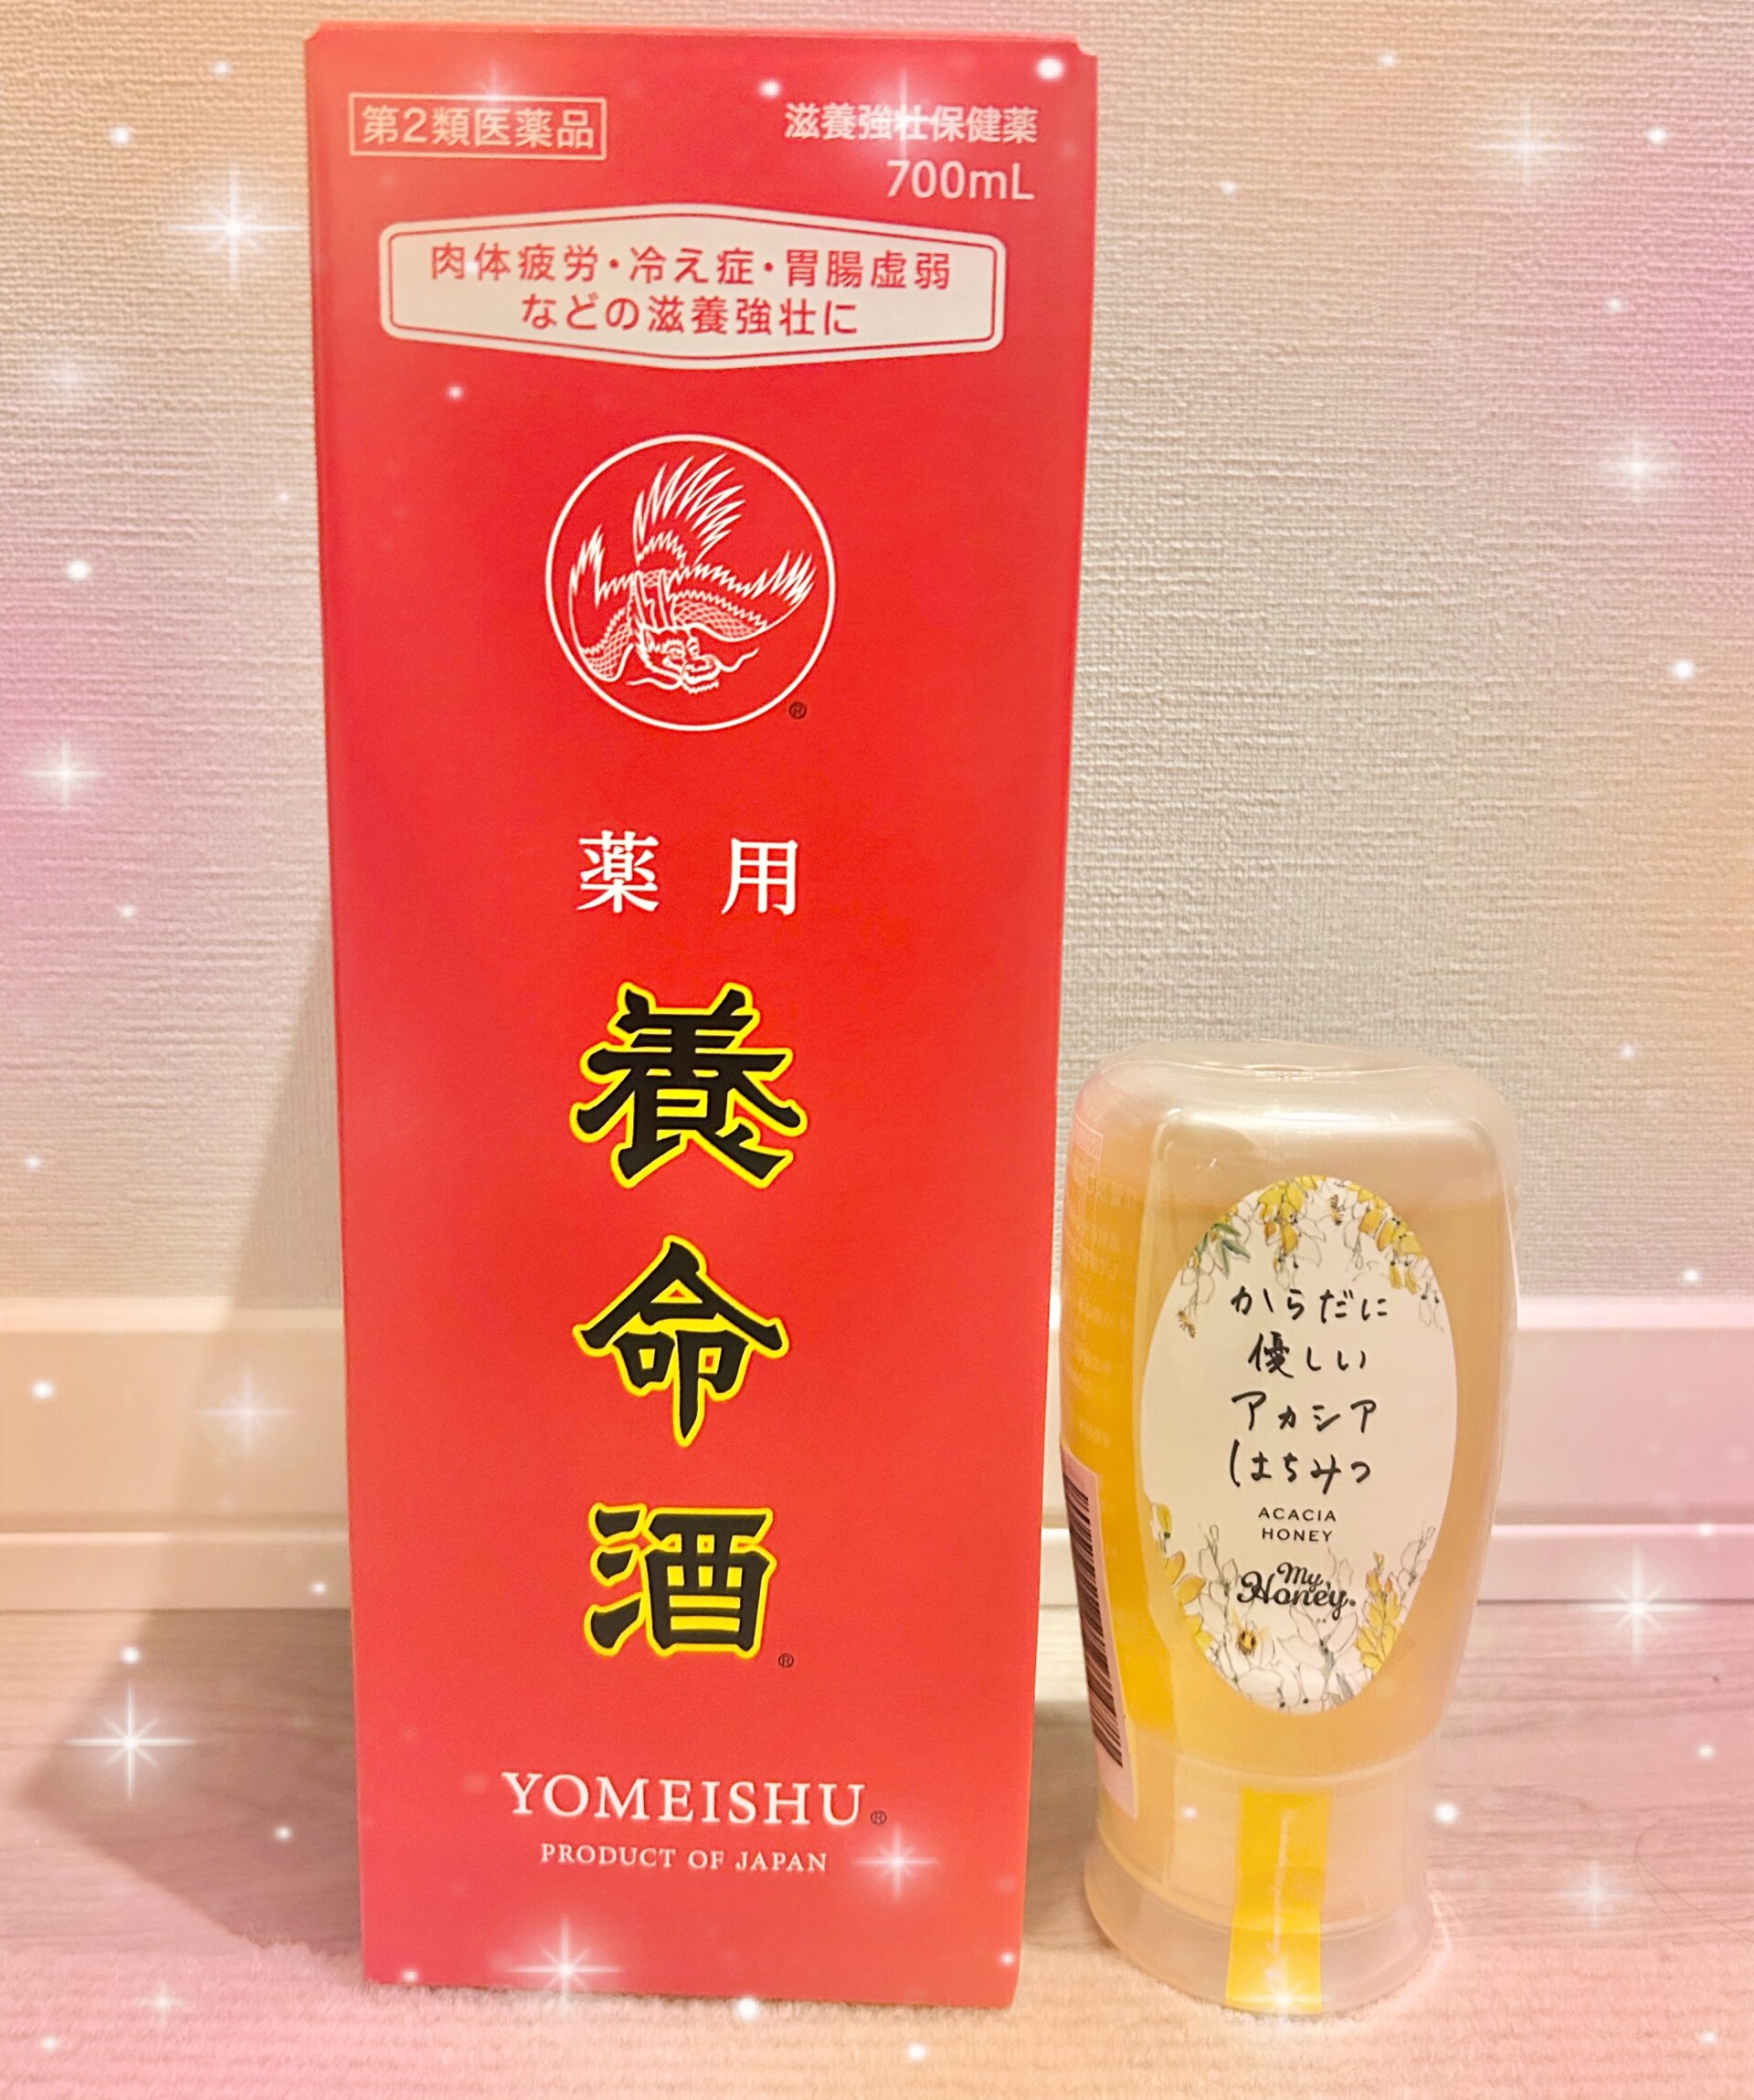 第2類医薬品
滋養強壮保健薬
700mL
肉体疲労・冷え症・胃腸虚弱
などの滋養強壮に
®
薬用
養
命
酒
®
YOMEISHU®
PRODUCT OF JAPAN
からだに
優しい
アカシア
はちみつ
ACACIA
HONEY
My
Honey.